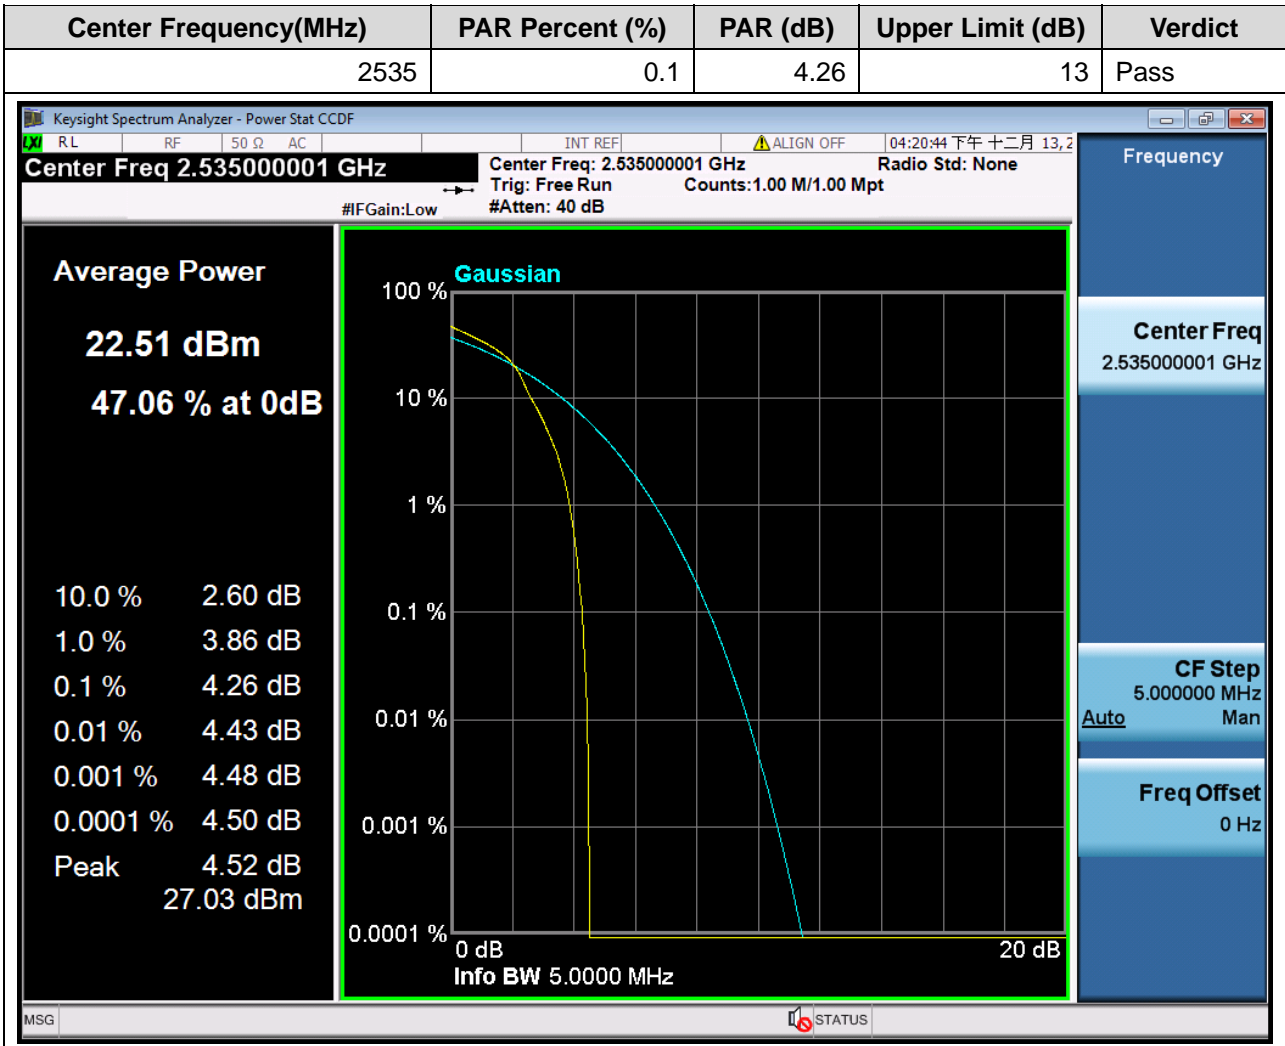 Center Frequency(MHz) PAR Percent (%) PAR (dB) Upper Limit (dB) Verdict
2535 0.1 4.26 13 Pass
Keysight Spectrum Analyzer - Power Stat CCDF
LXI RL RF 50 Ω AC INT REF ALIGN OFF 04:20:44 下午 十二月 13, 2
Center Freq 2.535000001 GHz
Center Freq: 2.535000001 GHz Radio Std: None
Trig: Free Run Counts:1.00 M/1.00 Mpt
#IFGain:Low #Atten: 40 dB
Average Power
22.51 dBm
47.06 % at 0dB
10.0 % 2.60 dB
1.0 % 3.86 dB
0.1 % 4.26 dB
0.01 % 4.43 dB
0.001 % 4.48 dB
0.0001 % 4.50 dB
Peak 4.52 dB
27.03 dBm
Gaussian
100 %
10 %
1 %
0.1 %
0.01 %
0.001 %
0.0001 %
0 dB 20 dB
Info BW 5.0000 MHz
Frequency
Center Freq
2.535000001 GHz
CF Step
5.000000 MHz
Auto Man
Freq Offset
0 Hz
MSG STATUS